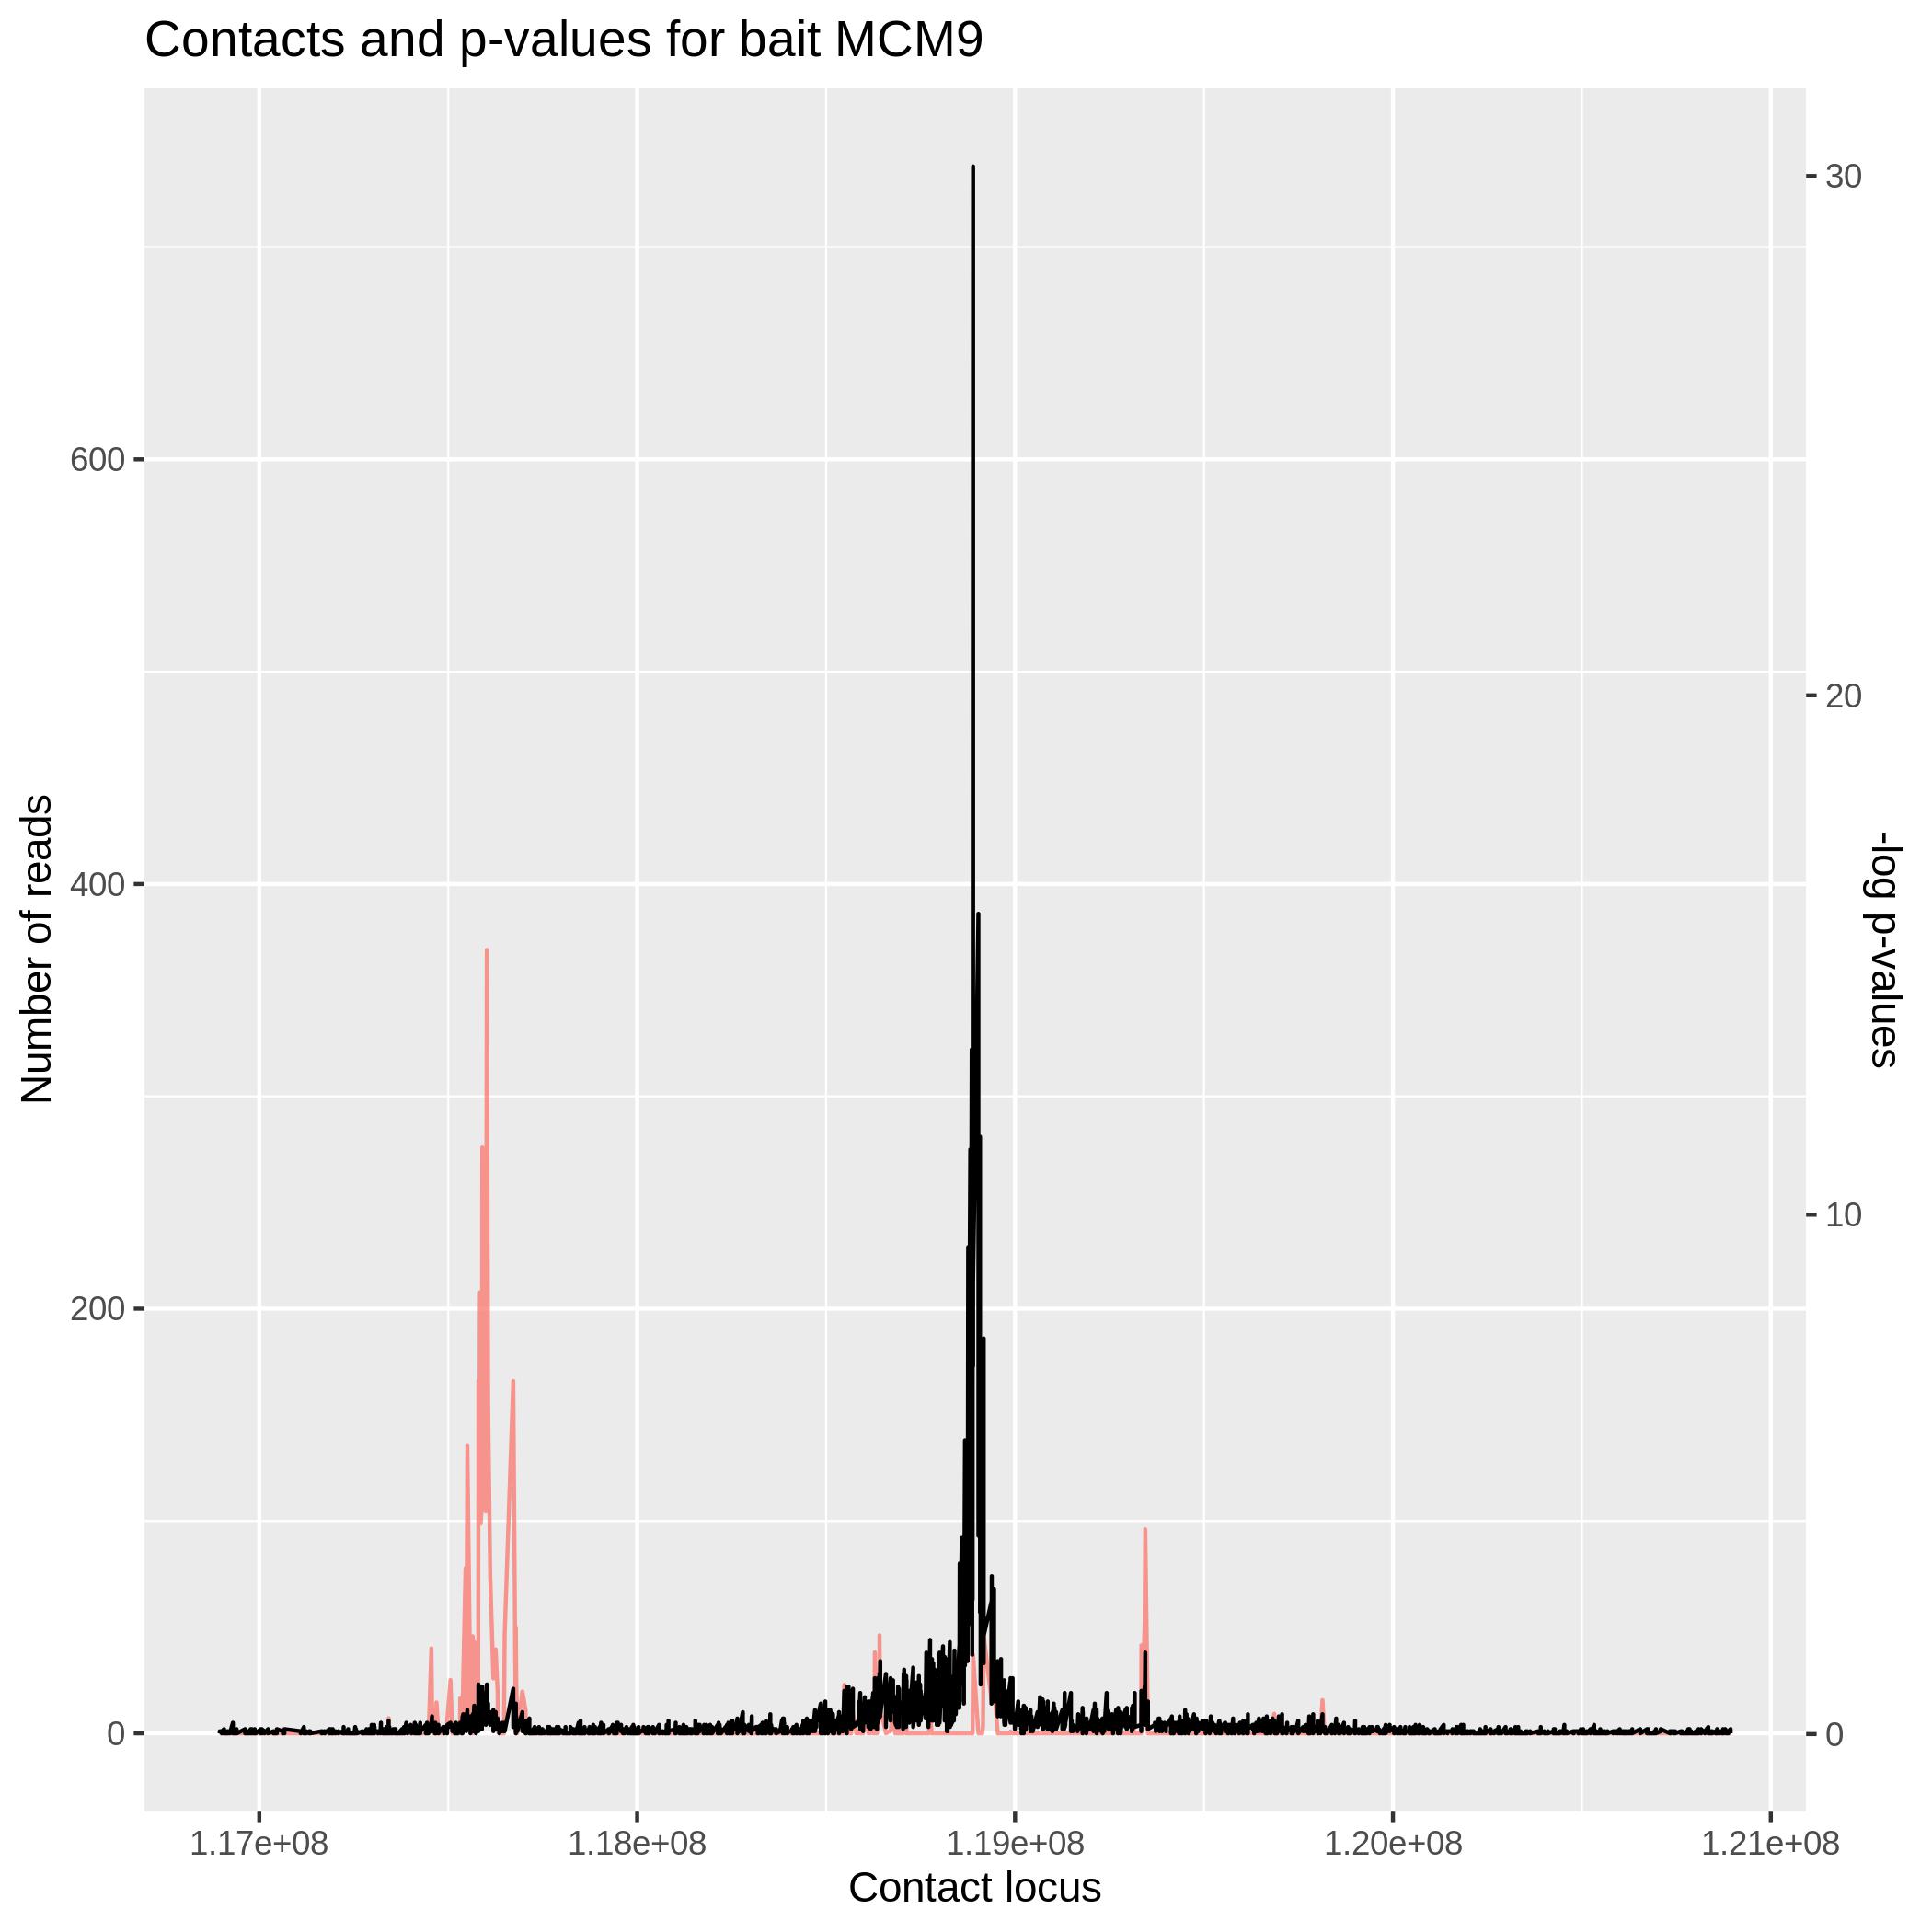 Contacts and p-values for bait MCM9
30
600
20
400
10
200
0
0
Number of reads
-log p-values
1.17e+08
1.18e+08
1.19e+08
1.20e+08
1.21e+08
Contact locus